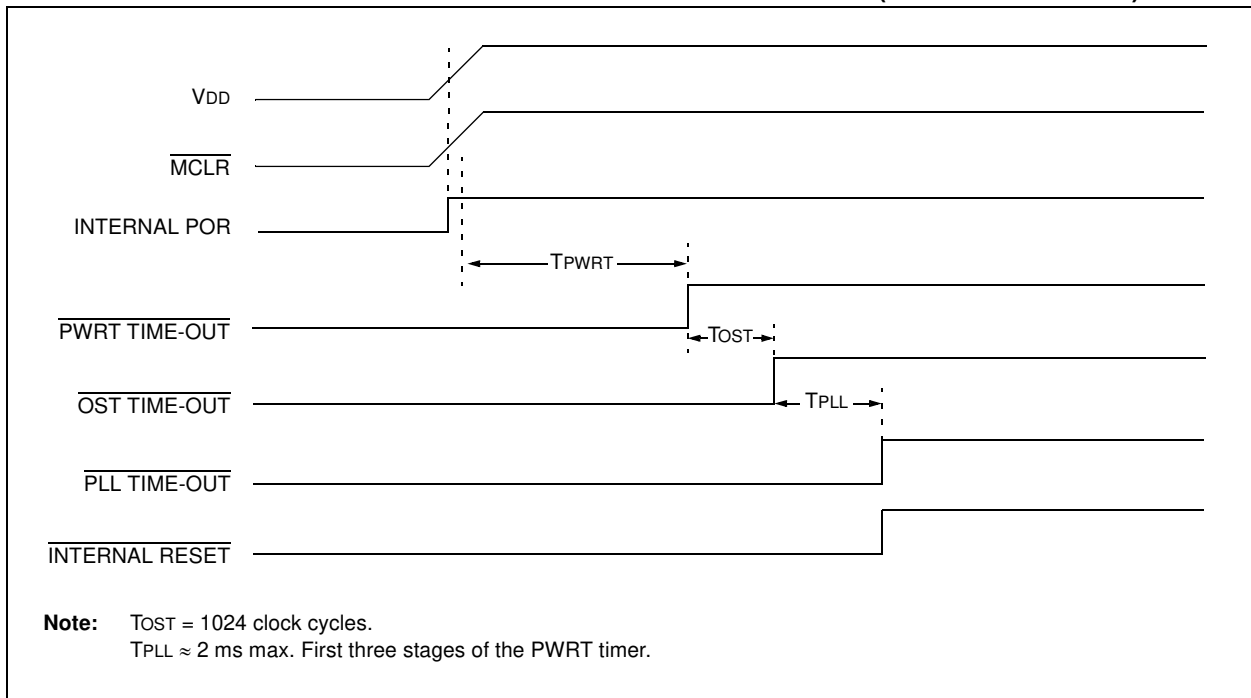 VDD
MCLR
INTERNAL POR
TPWRT
PWRT TIME-OUT
TOST
OST TIME-OUT
TPLL
PLL TIME-OUT
INTERNAL RESET
Note: TOST = 1024 clock cycles.
TPLL ≈ 2 ms max. First three stages of the PWRT timer.